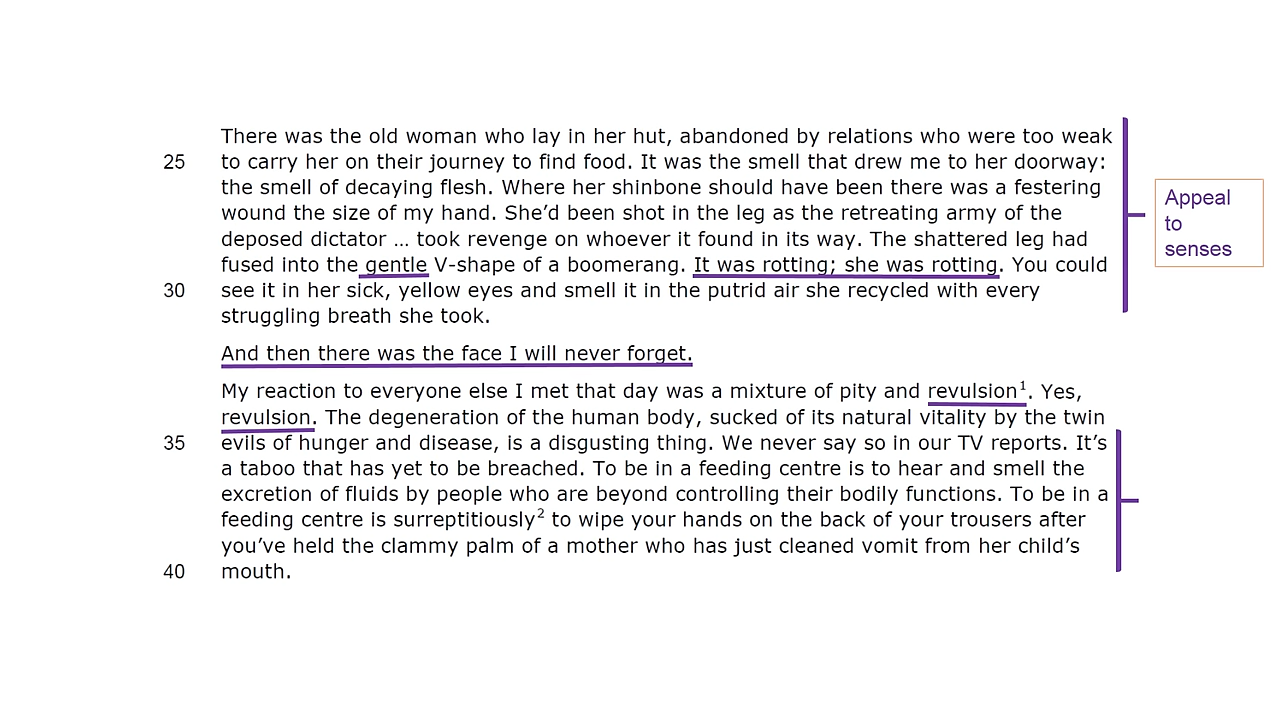 There was the old woman who lay in her hut, abandoned by relations who were too weak
25 to carry her on their journey to find food. It was the smell that drew me to her doorway:
the smell of decaying flesh. Where her shinbone should have been there was a festering
wound the size of my hand. She’d been shot in the leg as the retreating army of the
deposed dictator … took revenge on whoever it found in its way. The shattered leg had
fused into the gentle V-shape of a boomerang. It was rotting; she was rotting. You could
30 see it in her sick, yellow eyes and smell it in the putrid air she recycled with every
struggling breath she took.
And then there was the face I will never forget.
My reaction to everyone else I met that day was a mixture of pity and revulsion¹. Yes,
revulsion. The degeneration of the human body, sucked of its natural vitality by the twin
35 evils of hunger and disease, is a disgusting thing. We never say so in our TV reports. It’s
a taboo that has yet to be breached. To be in a feeding centre is to hear and smell the
excretion of fluids by people who are beyond controlling their bodily functions. To be in a
feeding centre is surreptitiously² to wipe your hands on the back of your trousers after
you’ve held the clammy palm of a mother who has just cleaned vomit from her child’s
40 mouth.
Appeal
to
senses